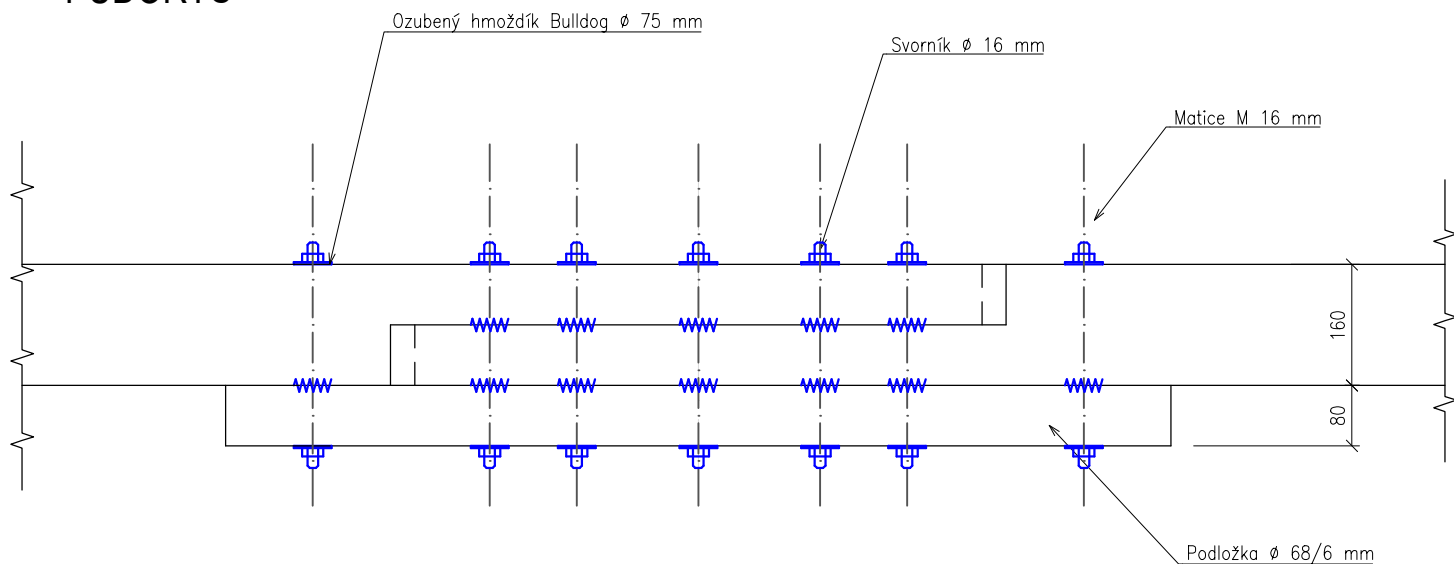 Ozubený hmoždík Bulldog ø 75 mm
Svorník ø 16 mm
Matice M 16 mm
160
80
Podložka ø 68/6 mm